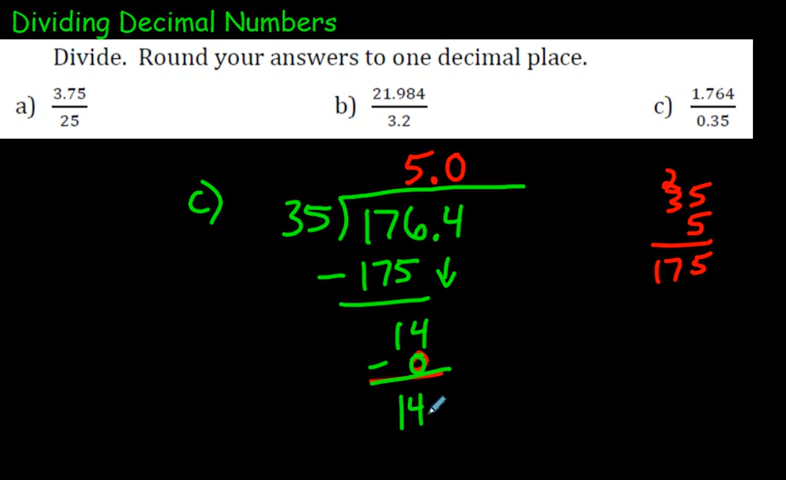 Dividing Decimal Numbers
Divide. Round your answers to one decimal place.
a) 3.75/25 b) 21.984/3.2 c) 1.764/0.35
5.0
c) 35)176.4
- 175 ↓
14
- 0
14
2
35
5
175